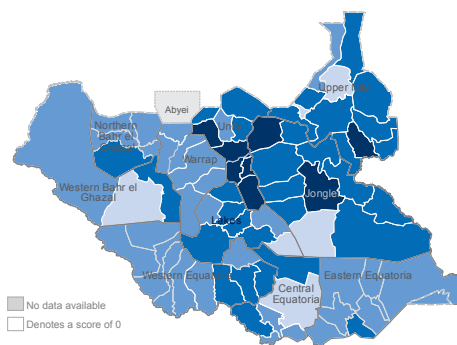 Upper Nile
Abyei
Unity
Northern
Bahr el
Ghazal
Warrap
Western Bahr el
Ghazal
Jonglei
Lakes
Western Equatoria
Eastern Equatoria
Central
Equatoria
No data available
Denotes a score of 0